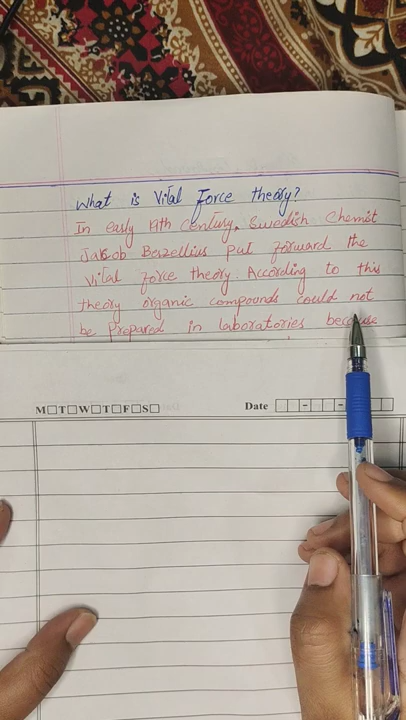 What is Vital Force theory?
In early 19th Century, Swedish Chemist
Jakob Berzellius put forward the
Vital force theory. According to this
theory organic compounds could not
be prepared in laboratories because
M□T□W□T□F□S□ Date